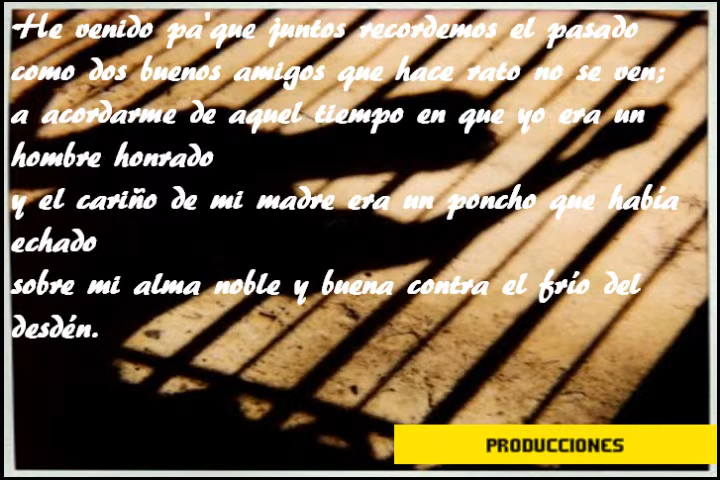 He venido pa'que juntos recordemos el pasado
como dos buenos amigos que hace rato no se ven;
a acordarme de aquel tiempo en que yo era un
hombre honrado
y el cariño de mi madre era un poncho que había
echado
sobre mi alma noble y buena contra el frío del
desdén.
PRODUCCIONES